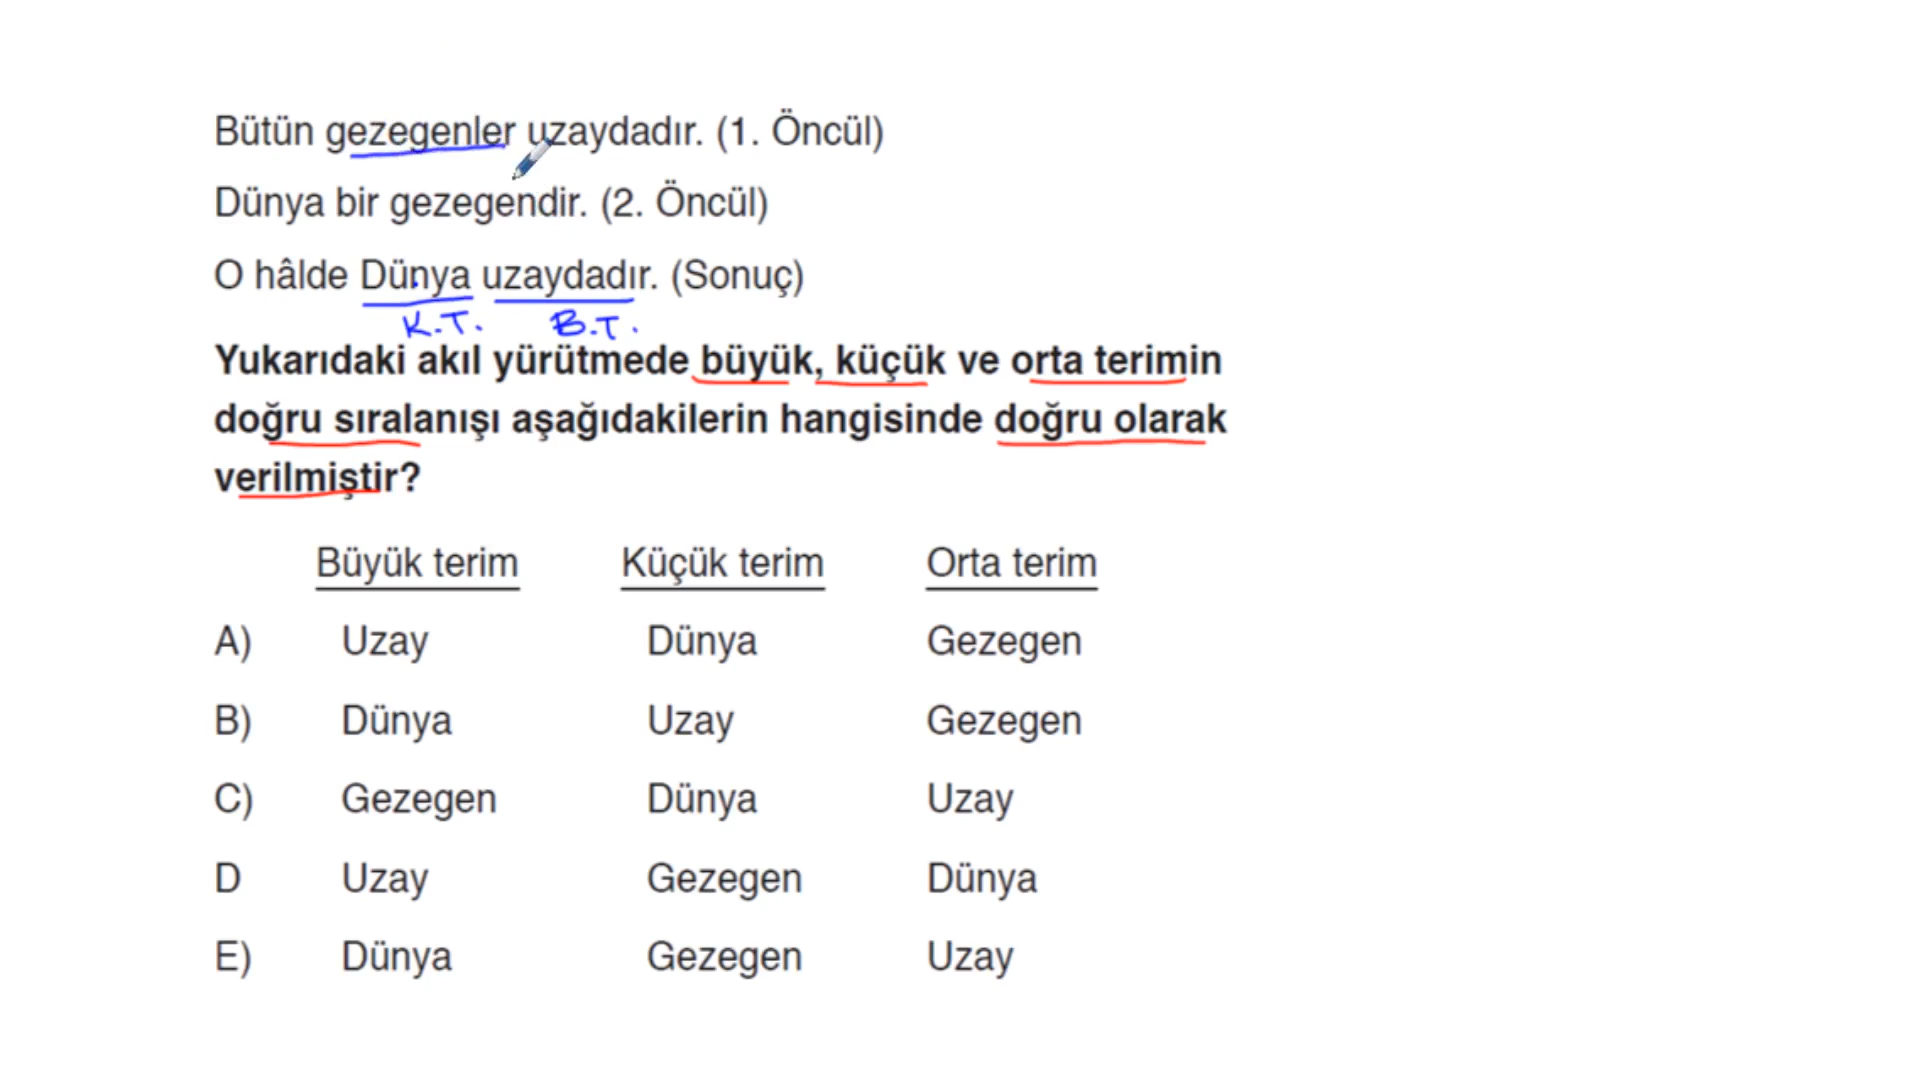 Bütün gezegenler uzaydadır. (1. Öncül)
Dünya bir gezegendir. (2. Öncül)
O hâlde Dünya uzaydadır. (Sonuç)
K.T. B.T.
Yukarıdaki akıl yürütmede büyük, küçük ve orta terimin
doğru sıralanışı aşağıdakilerin hangisinde doğru olarak
verilmiştir?
Büyük terim Küçük terim Orta terim
A) Uzay Dünya Gezegen
B) Dünya Uzay Gezegen
C) Gezegen Dünya Uzay
D Uzay Gezegen Dünya
E) Dünya Gezegen Uzay